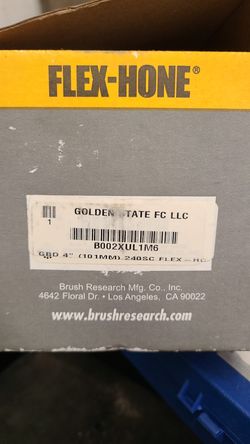 FLEX-HONE®
GOLDEN STATE FC LLC
1
B002XUL1M6
GBD 4" (101MM) 240SC FLEX-HO
Brush Research Mfg. Co., Inc.
4642 Floral Dr. • Los Angeles, CA 90022
www.brushresearch.com